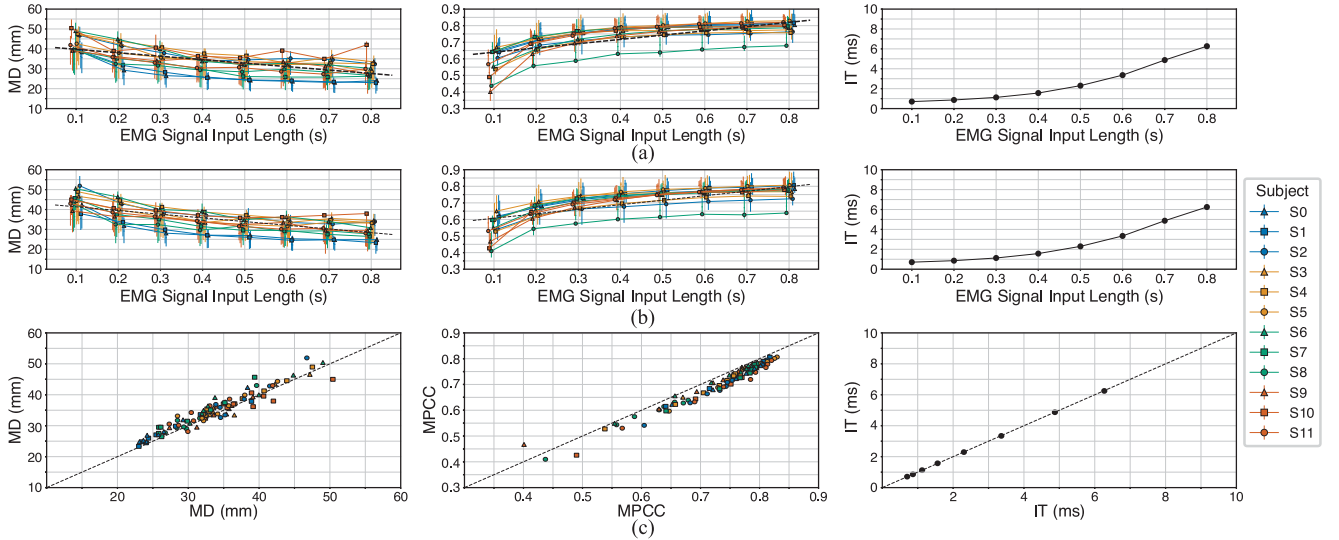 MD (mm)
60
50
40
30
20
10
0.1 0.2 0.3 0.4 0.5 0.6 0.7 0.8
EMG Signal Input Length (s)
MPCC
0.9
0.8
0.7
0.6
0.5
0.4
0.3
0.1 0.2 0.3 0.4 0.5 0.6 0.7 0.8
EMG Signal Input Length (s)
IT (ms)
10
8
6
4
2
0
0.1 0.2 0.3 0.4 0.5 0.6 0.7 0.8
EMG Signal Input Length (s)
(a)
MD (mm)
60
50
40
30
20
10
0.1 0.2 0.3 0.4 0.5 0.6 0.7 0.8
EMG Signal Input Length (s)
MPCC
0.9
0.8
0.7
0.6
0.5
0.4
0.3
0.1 0.2 0.3 0.4 0.5 0.6 0.7 0.8
EMG Signal Input Length (s)
IT (ms)
10
8
6
4
2
0
0.1 0.2 0.3 0.4 0.5 0.6 0.7 0.8
EMG Signal Input Length (s)
(b)
MD (mm)
60
50
40
30
20
10
20 30 40 50 60
MD (mm)
MPCC
0.9
0.8
0.7
0.6
0.5
0.4
0.3
0.4 0.5 0.6 0.7 0.8 0.9
MPCC
IT (ms)
10
8
6
4
2
0
2 4 6 8 10
IT (ms)
(c)
Subject
S0
S1
S2
S3
S4
S5
S6
S7
S8
S9
S10
S11